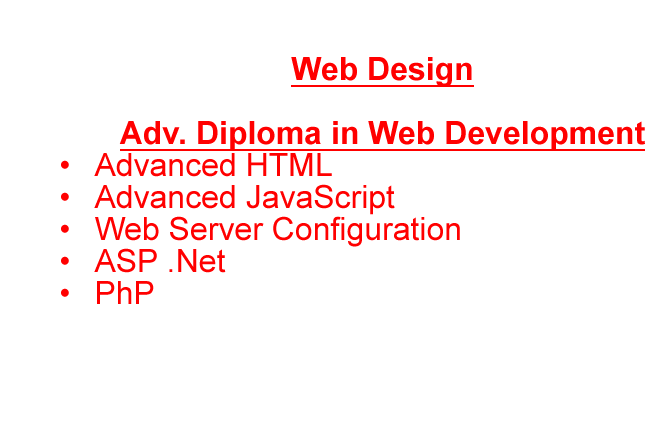 Web Design
Adv. Diploma in Web Development
• Advanced HTML
• Advanced JavaScript
• Web Server Configuration
• ASP .Net
• PhP